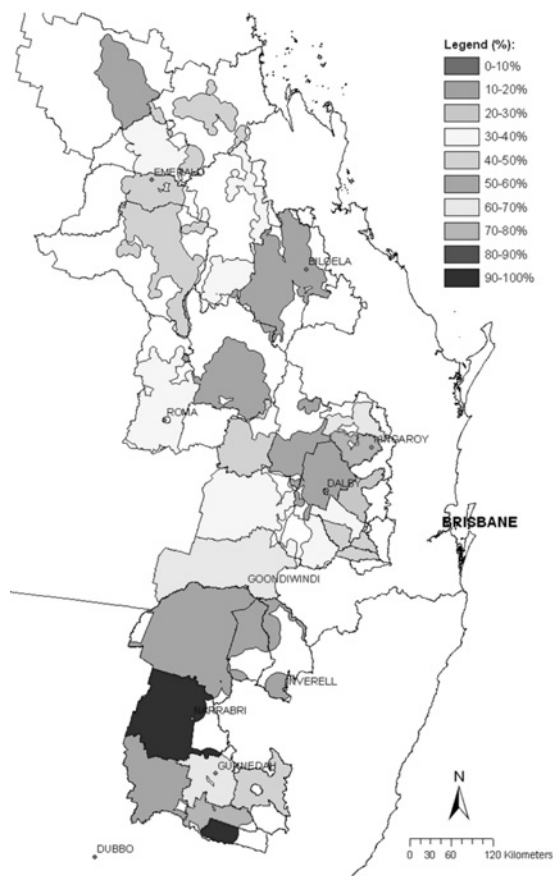 Legend (%):
0-10%
10-20%
20-30%
30-40%
40-50%
50-60%
60-70%
70-80%
80-90%
90-100%
EMERALD
BILOELA
ROMA
KINGAROY
DALBY
BRISBANE
GOONDIWINDI
INVERELL
NARRABRI
GUNNEDAH
DUBBO
N
0 30 60 120 Kilometers